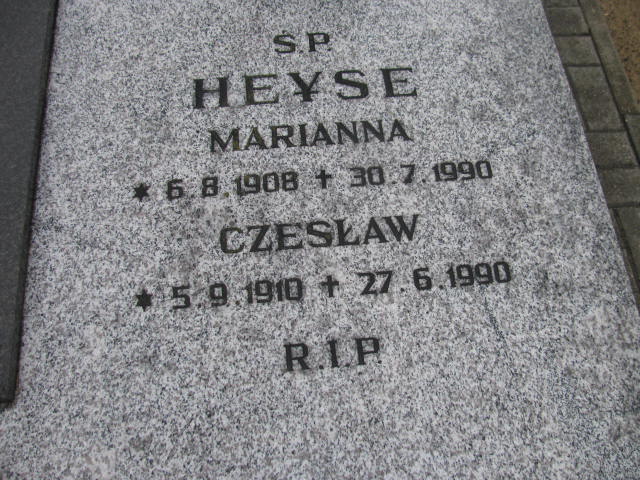 Ś.P.
HEYSE
MARIANNA
* 6.8.1908 † 30.7.1990
CZESŁAW
* 5.9.1910 † 27.6.1990
R.I.P.